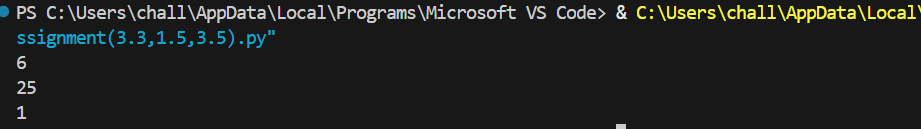 PS C:\Users\chall\AppData\Local\Programs\Microsoft VS Code> & C:\Users\chall\AppData\Local\
ssignment(3.3,1.5,3.5).py"
6
25
1